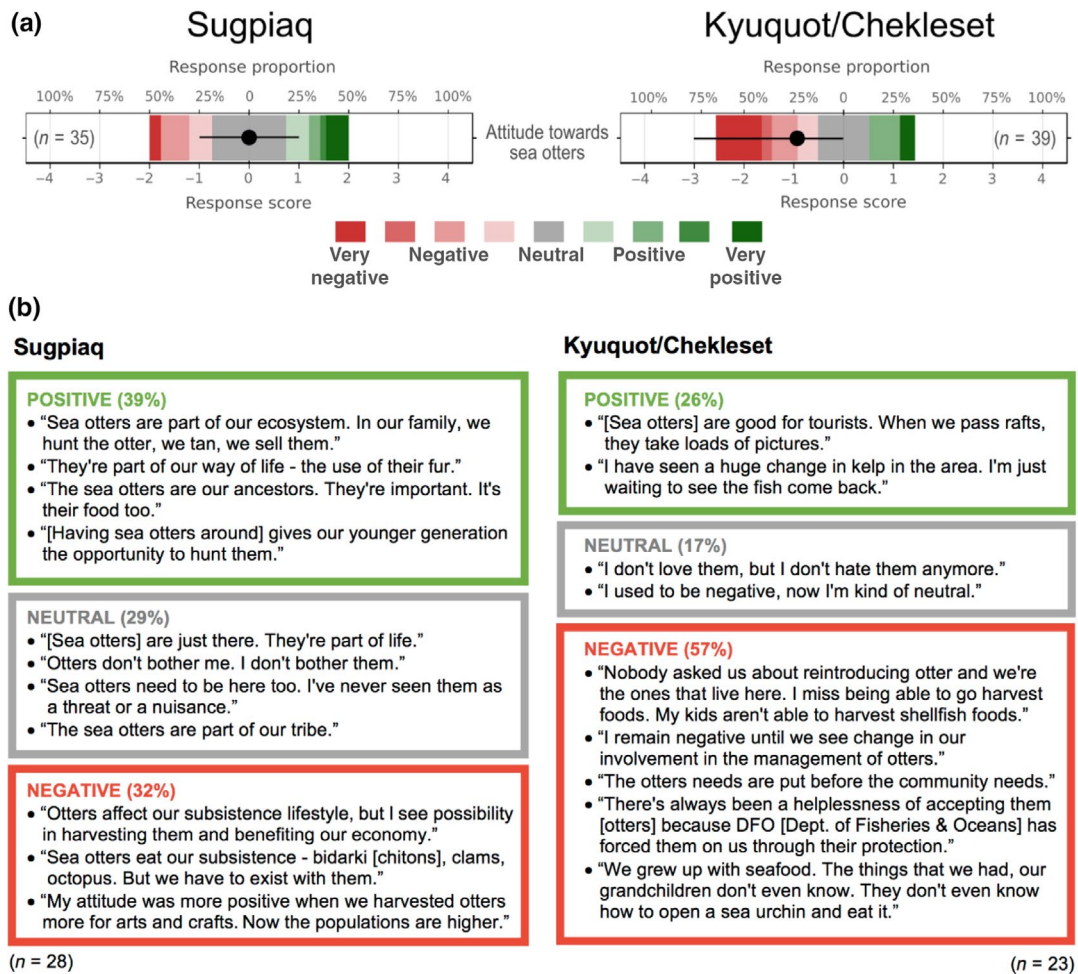 (a)
Sugpiaq
Kyuquot/Chekleset
Response proportion
Response proportion
100% 75% 50% 25% 0 25% 50% 75% 100%
100% 75% 50% 25% 0 25% 50% 75% 100%
(n = 35)
Attitude towards
sea otters
(n = 39)
−4 −3 −2 −1 0 1 2 3 4
−4 −3 −2 −1 0 1 2 3 4
Response score
Response score
Very
negative
Negative
Neutral
Positive
Very
positive
(b)
Sugpiaq
POSITIVE (39%)
• “Sea otters are part of our ecosystem. In our family, we
hunt the otter, we tan, we sell them.”
• “They're part of our way of life - the use of their fur.”
• “The sea otters are our ancestors. They're important. It's
their food too.”
• “[Having sea otters around] gives our younger generation
the opportunity to hunt them.”
NEUTRAL (29%)
• “[Sea otters] are just there. They're part of life.”
• “Otters don't bother me. I don't bother them.”
• “Sea otters need to be here too. I've never seen them as
a threat or a nuisance.”
• “The sea otters are part of our tribe.”
NEGATIVE (32%)
• “Otters affect our subsistence lifestyle, but I see possibility
in harvesting them and benefiting our economy.”
• “Sea otters eat our subsistence - bidarki [chitons], clams,
octopus. But we have to exist with them.”
• “My attitude was more positive when we harvested otters
more for arts and crafts. Now the populations are higher.”
(n = 28)
Kyuquot/Chekleset
POSITIVE (26%)
• “[Sea otters] are good for tourists. When we pass rafts,
they take loads of pictures.”
• “I have seen a huge change in kelp in the area. I'm just
waiting to see the fish come back.”
NEUTRAL (17%)
• “I don't love them, but I don't hate them anymore.”
• “I used to be negative, now I'm kind of neutral.”
NEGATIVE (57%)
• “Nobody asked us about reintroducing otter and we're
the ones that live here. I miss being able to go harvest
foods. My kids aren't able to harvest shellfish foods.”
• “I remain negative until we see change in our
involvement in the management of otters.”
• “The otters needs are put before the community needs.”
• “There's always been a helplessness of accepting them
[otters] because DFO [Dept. of Fisheries & Oceans] has
forced them on us through their protection.”
• “We grew up with seafood. The things that we had, our
grandchildren don't even know. They don't even know
how to open a sea urchin and eat it.”
(n = 23)